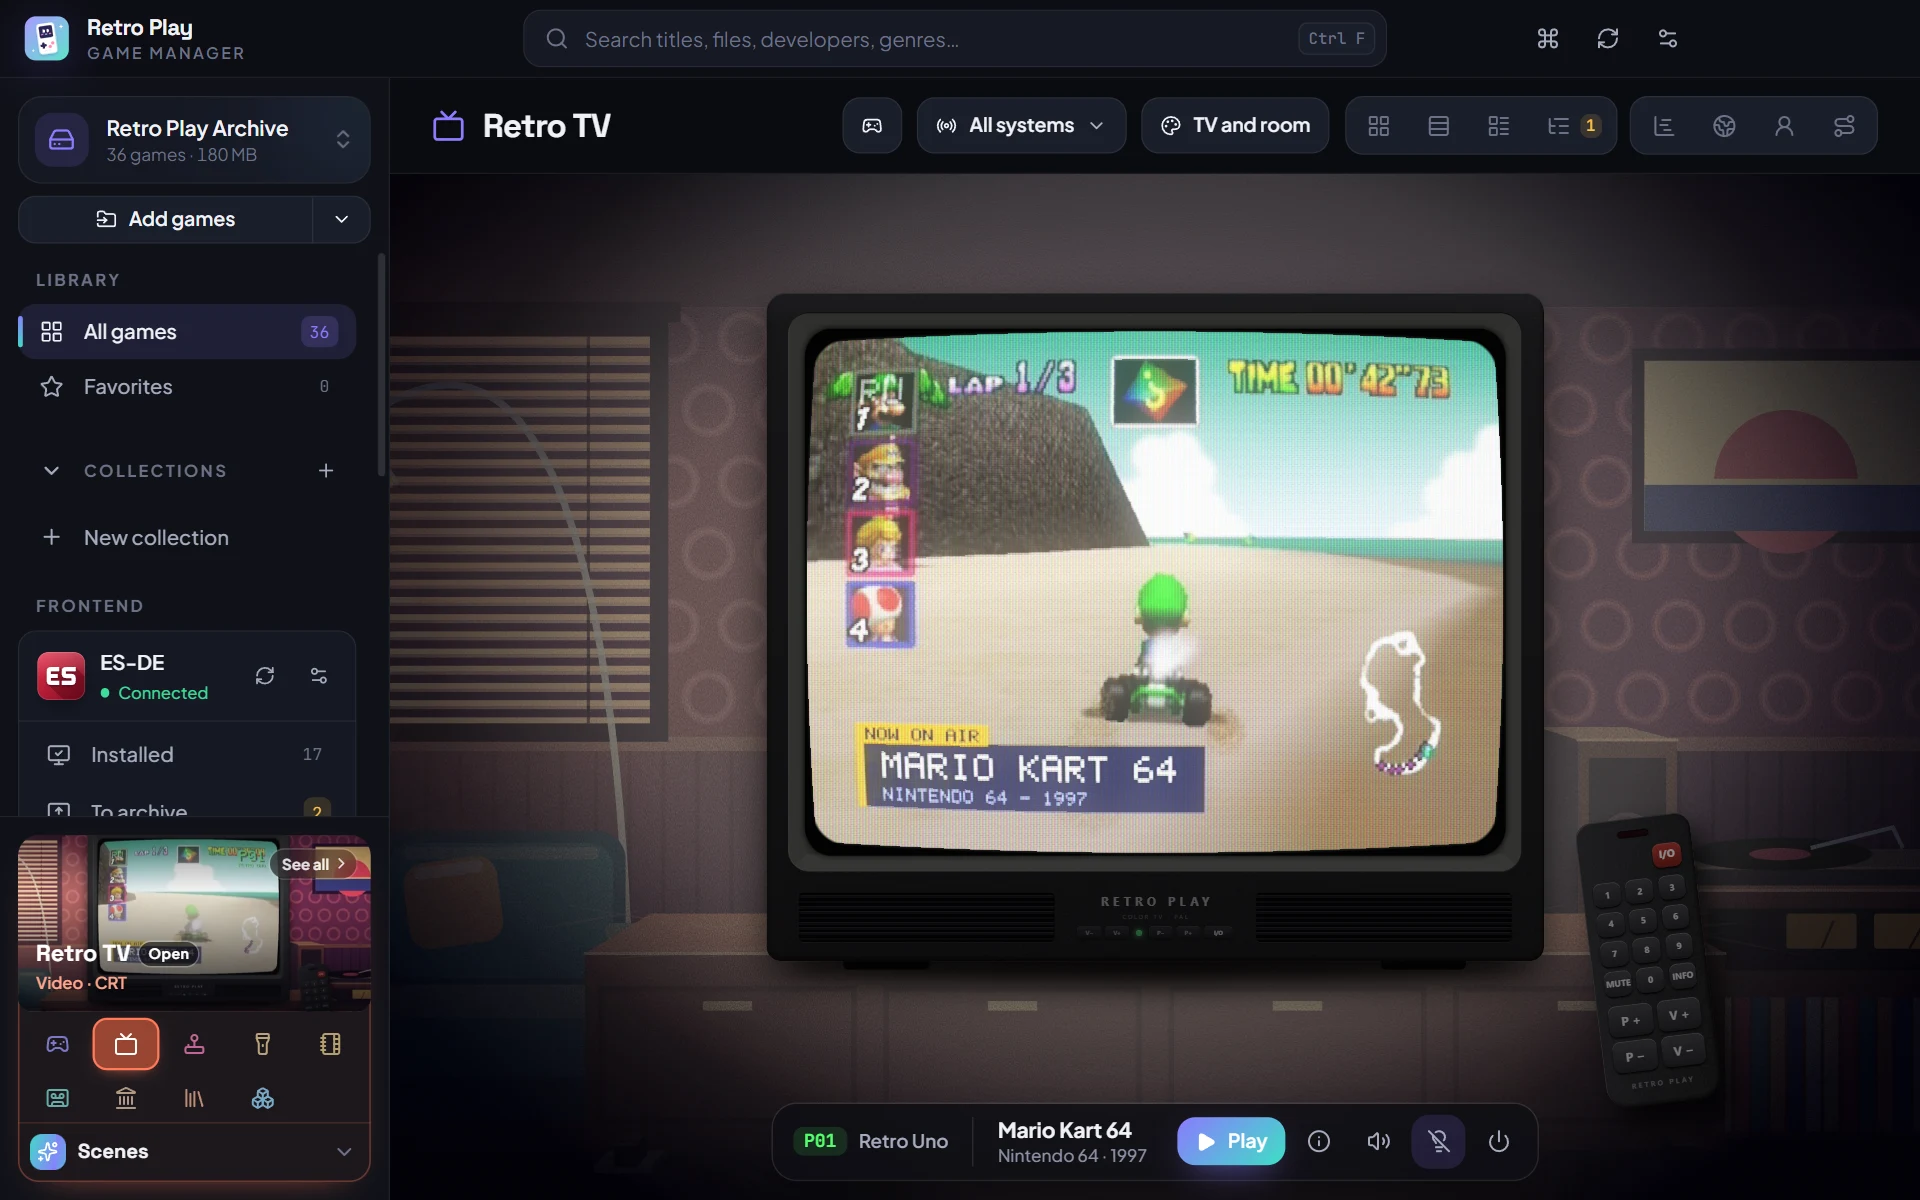 Retro Play
GAME MANAGER
Search titles, files, developers, genres...
Ctrl F
Retro Play Archive
36 games · 180 MB
Add games
LIBRARY
All games
36
Favorites
0
COLLECTIONS
New collection
FRONTEND
ES
ES-DE
Connected
Installed
17
To archive
2
See all
Retro TV
Open
Video · CRT
Scenes
Retro TV
All systems
TV and room
1
LAP 1/3
TIME 00'42"73
1
2
3
4
NOW ON AIR
MARIO KART 64
NINTENDO 64 - 1997
RETRO PLAY
I/O
1
2
3
4
5
6
7
8
9
MUTE
0
INFO
P +
V +
P −
V −
RETRO PLAY
P01
Retro Uno
Mario Kart 64
Nintendo 64 · 1997
Play